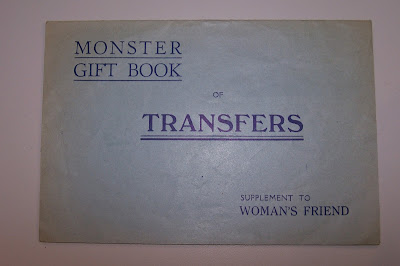 MONSTER
GIFT BOOK
OF
TRANSFERS
SUPPLEMENT TO
WOMAN'S FRIEND